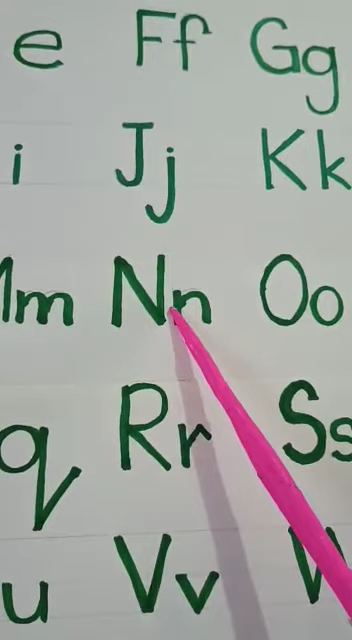 e Ff Gg
i Jj Kk
Mm Nn Oo
q Rr Ss
u Vv W